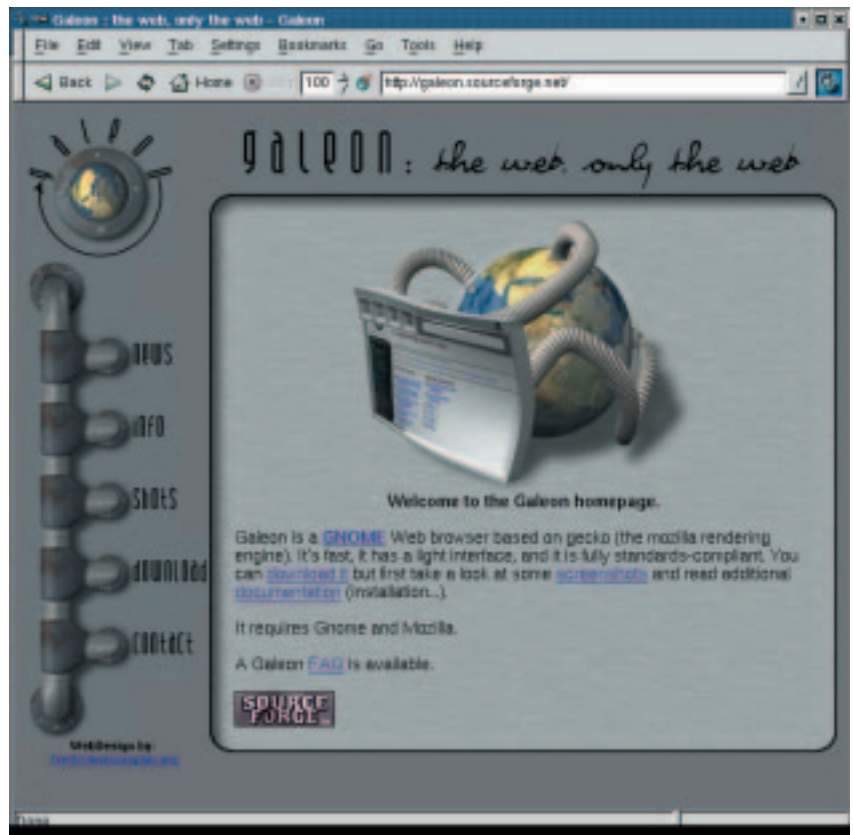 Galeon : the web, only the web - Galeon
File Edit View Tab Settings Bookmarks Go Tools Help
Back Home 100 http://galeon.sourceforge.net/
galeon
galeon: the web, only the web
news
info
shots
download
contact
Welcome to the Galeon homepage.
Galeon is a GNOME Web browser based on gecko (the mozilla rendering
engine). It's fast, it has a light interface, and it is fully standards-compliant. You
can download it but first take a look at some screenshots and read additional
documentation (installation...).
It requires Gnome and Mozilla.
A Galeon FAQ is available.
SOURCE
FORGE
WebDesign by:
Done